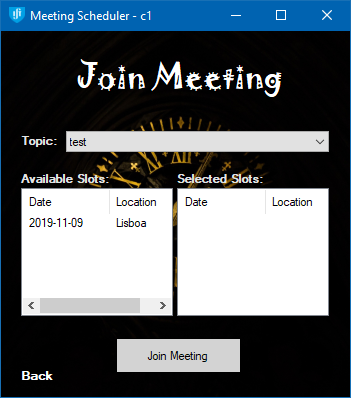 Meeting Scheduler - c1
Join Meeting
Topic: test
Available Slots: Selected Slots:
Date Location Date Location
2019-11-09 Lisboa
Join Meeting
Back